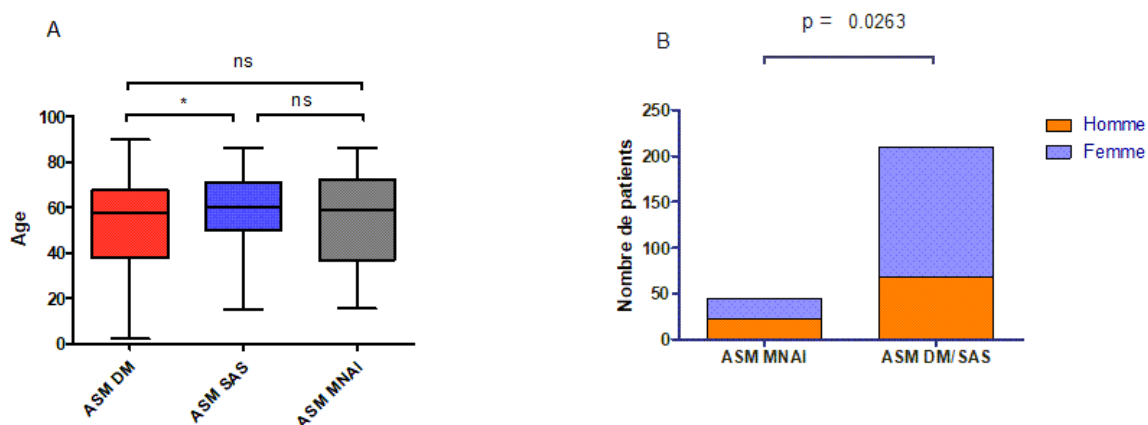 A
ns
*
ns
100
80
60
40
20
0
Age
ASM DM
ASM SAS
ASM MNAI
p = 0.0263
B
250
200
150
100
50
0
Nombre de patients
ASM MNAI
ASM DM/SAS
Homme
Femme